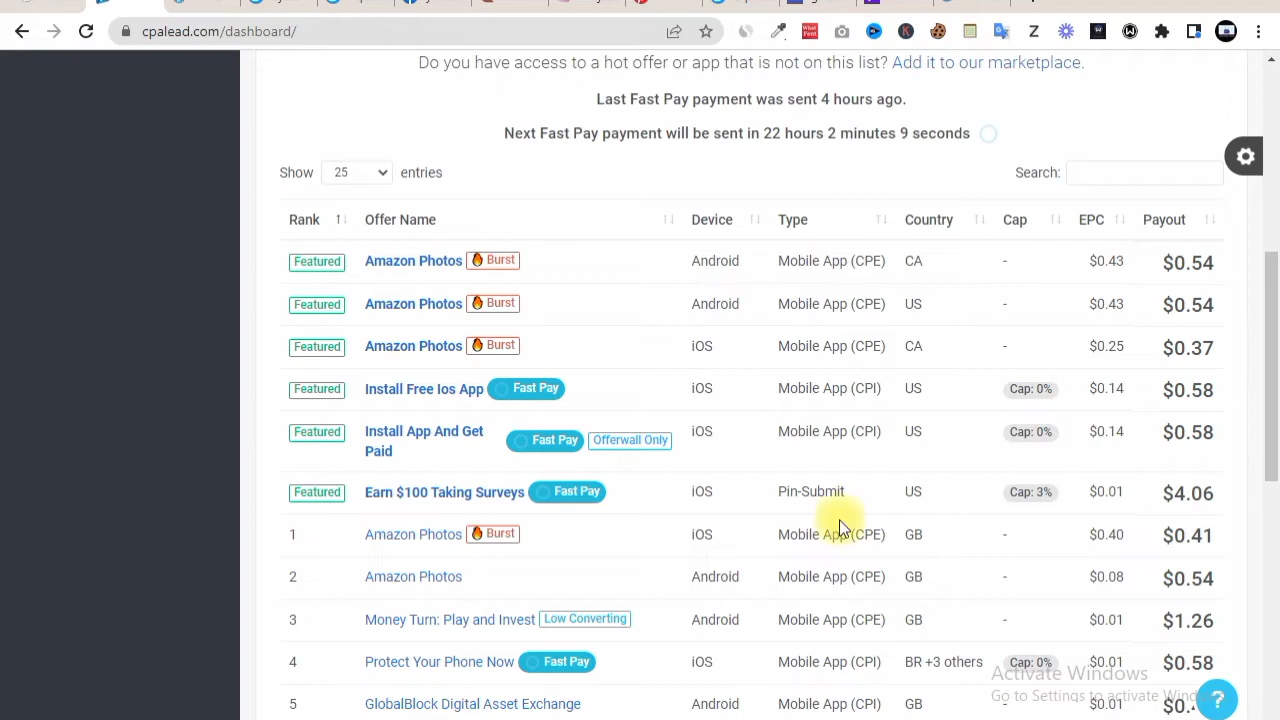 cpalead.com/dashboard/
Do you have access to a hot offer or app that is not on this list? Add it to our marketplace.
Last Fast Pay payment was sent 4 hours ago.
Next Fast Pay payment will be sent in 22 hours 2 minutes 9 seconds
Show 25 entries Search:
Rank Offer Name Device Type Country Cap EPC Payout
Featured Amazon Photos Burst Android Mobile App (CPE) CA - $0.43 $0.54
Featured Amazon Photos Burst Android Mobile App (CPE) US - $0.43 $0.54
Featured Amazon Photos Burst iOS Mobile App (CPE) CA - $0.25 $0.37
Featured Install Free Ios App Fast Pay iOS Mobile App (CPI) US Cap: 0% $0.14 $0.58
Featured Install App And Get Paid Fast Pay Offerwall Only iOS Mobile App (CPI) US Cap: 0% $0.14 $0.58
Featured Earn $100 Taking Surveys Fast Pay iOS Pin-Submit US Cap: 3% $0.01 $4.06
1 Amazon Photos Burst iOS Mobile App (CPE) GB - $0.40 $0.41
2 Amazon Photos Android Mobile App (CPE) GB - $0.08 $0.54
3 Money Turn: Play and Invest Low Converting Android Mobile App (CPE) GB - $0.01 $1.26
4 Protect Your Phone Now Fast Pay iOS Mobile App (CPI) BR +3 others Cap: 0% $0.01 $0.58
Activate Windows
Go to Settings to activate
5 GlobalBlock Digital Asset Exchange Android Mobile App (CPI) GB - $0.01
?